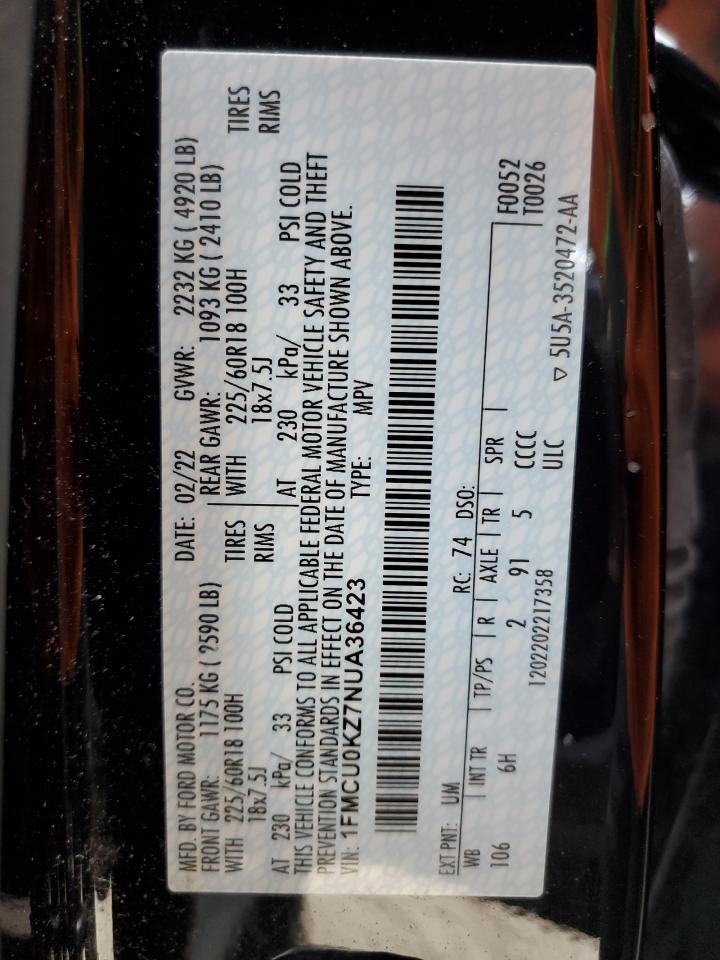 MFD. BY FORD MOTOR CO. DATE: 02/22 GVWR: 2232 KG ( 4920 LB)
FRONT GAWR: 1175 KG ( 2590 LB) REAR GAWR: 1093 KG ( 2410 LB)
WITH 225/60R18 100H TIRES WITH 225/60R18 100H TIRES
18x7.5J RIMS 18x7.5J RIMS
AT 230 kPa/ 33 PSI COLD AT 230 kPa/ 33 PSI COLD
THIS VEHICLE CONFORMS TO ALL APPLICABLE FEDERAL MOTOR VEHICLE SAFETY AND THEFT
PREVENTION STANDARDS IN EFFECT ON THE DATE OF MANUFACTURE SHOWN ABOVE.
VIN: 1FMCU0KZ7NUA36423 TYPE: MPV
EXT PNT: UM RC: 74 DSO:
WB INT TR TP/PS R AXLE TR SPR F0052
106 6H 2 91 5 CCCC T0026
1202202217358 ULC
▽ 5U5A-3520472-AA